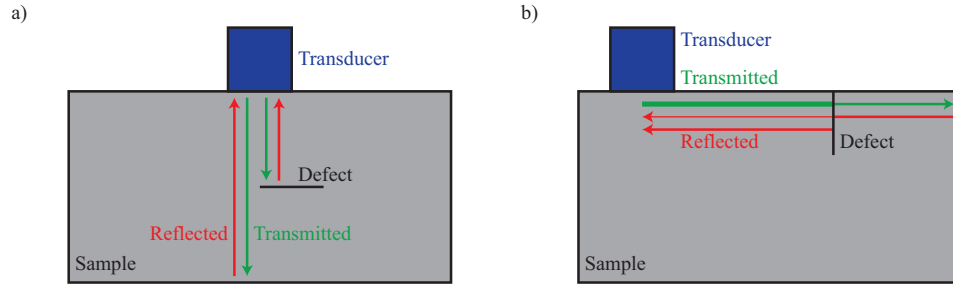 a)
Transducer
Defect
Reflected
Transmitted
Sample
b)
Transducer
Transmitted
Reflected
Defect
Sample